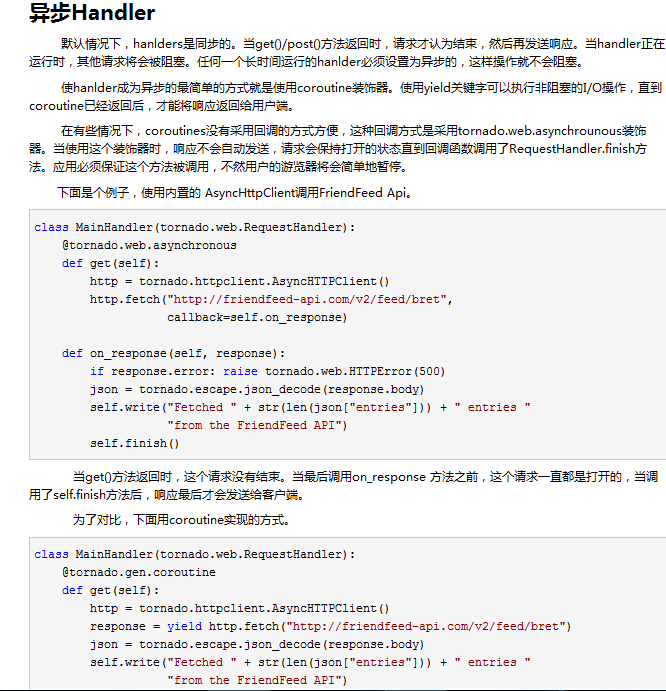 异步Handler
默认情况下，hanlders是同步的。当get()/post()方法返回时，请求才认为结束，然后再发送响应。当handler正在
运行时，其他请求将会被阻塞。任何一个长时间运行的hanlder必须设置为异步的，这样操作就不会阻塞。
使hanlder成为异步的最简单的方式就是使用coroutine装饰器。使用yield关键字可以执行非阻塞的I/O操作，直到
coroutine已经返回后，才能将响应返回给用户端。
在有些情况下，coroutines没有采用回调的方式方便，这种回调方式是采用tornado.web.asynchrounous装饰
器。当使用这个装饰器时，响应不会自动发送，请求会保持打开的状态直到回调函数调用了RequestHandler.finish方
法。应用必须保证这个方法被调用，不然用户的游览器将会简单地暂停。
下面是个例子，使用内置的 AsyncHttpClient调用FriendFeed Api。
class MainHandler(tornado.web.RequestHandler):
    @tornado.web.asynchronous
    def get(self):
        http = tornado.httpclient.AsyncHTTPClient()
        http.fetch("http://friendfeed-api.com/v2/feed/bret",
                   callback=self.on_response)
    def on_response(self, response):
        if response.error: raise tornado.web.HTTPError(500)
        json = tornado.escape.json_decode(response.body)
        self.write("Fetched " + str(len(json["entries"])) + " entries "
                   "from the FriendFeed API")
        self.finish()
当get()方法返回时，这个请求没有结束。当最后调用on_response 方法之前，这个请求一直都是打开的，当调
用了self.finish方法后，响应最后才会发送给客户端。
为了对比，下面用coroutine实现的方式。
class MainHandler(tornado.web.RequestHandler):
    @tornado.gen.coroutine
    def get(self):
        http = tornado.httpclient.AsyncHTTPClient()
        response = yield http.fetch("http://friendfeed-api.com/v2/feed/bret")
        json = tornado.escape.json_decode(response.body)
        self.write("Fetched " + str(len(json["entries"])) + " entries "
                   "from the FriendFeed API")